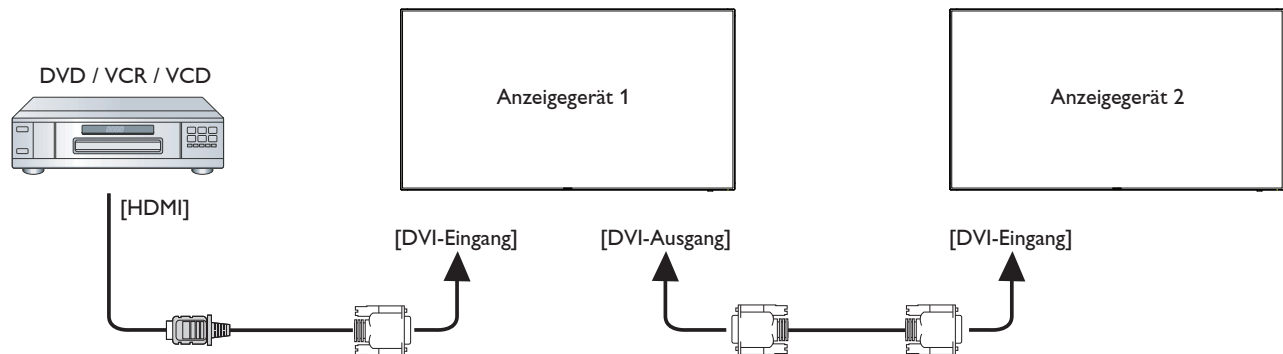 DVD / VCR / VCD
Anzeigegerät 1
Anzeigegerät 2
[HDMI]
[DVI-Eingang]
[DVI-Ausgang]
[DVI-Eingang]